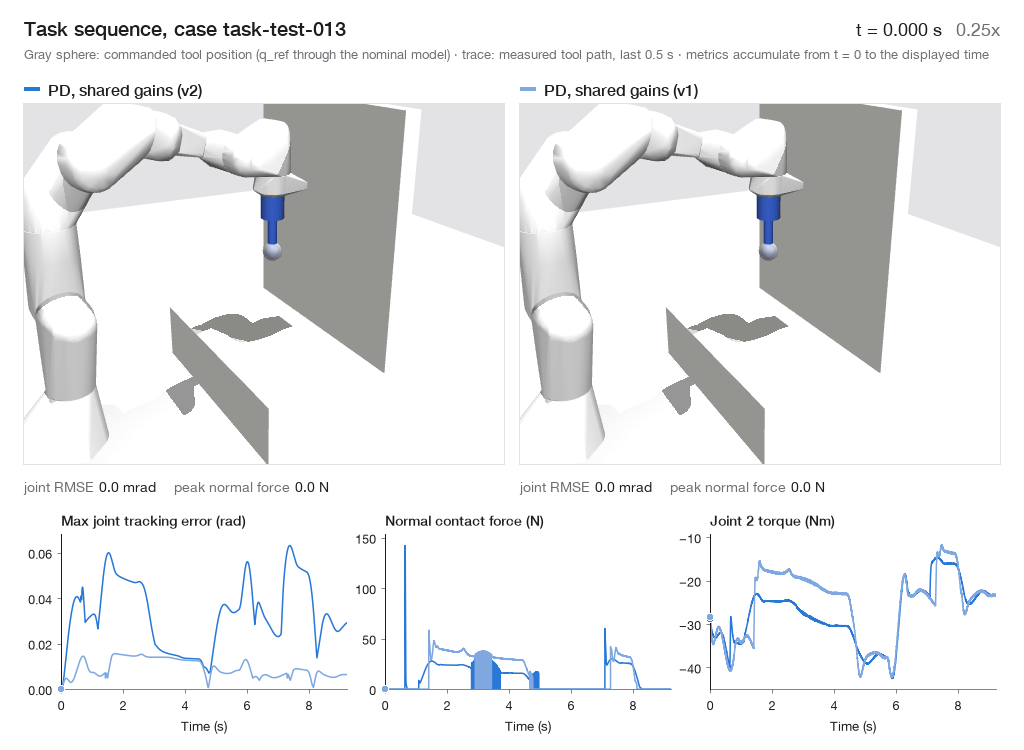 Task sequence, case task-test-013
t = 0.000 s 0.25x
Gray sphere: commanded tool position (q_ref through the nominal model) · trace: measured tool path, last 0.5 s · metrics accumulate from t = 0 to the displayed time
PD, shared gains (v2)
PD, shared gains (v1)
joint RMSE 0.0 mrad peak normal force 0.0 N
joint RMSE 0.0 mrad peak normal force 0.0 N
Max joint tracking error (rad)
0.06
0.04
0.02
0.00
0 2 4 6 8
Time (s)
Normal contact force (N)
150
100
50
0
0 2 4 6 8
Time (s)
Joint 2 torque (Nm)
−10
−20
−30
−40
0 2 4 6 8
Time (s)